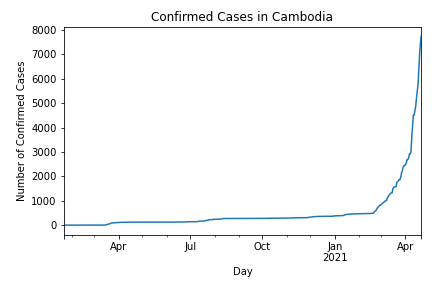 Confirmed Cases in Cambodia
8000
7000
6000
5000
4000
3000
2000
1000
0
Number of Confirmed Cases
Apr
Jul
Oct
Jan
2021
Apr
Day